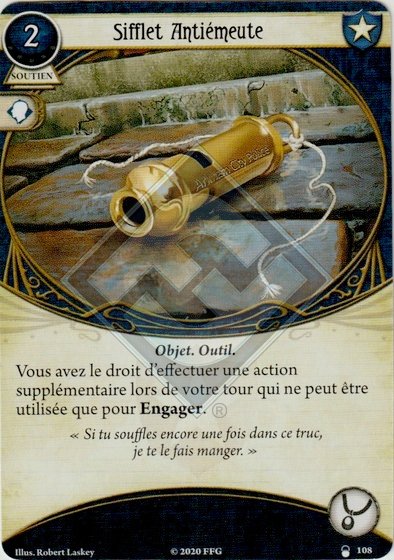 Sifflet Antiémeute
2
SOUTIEN
Objet. Outil.
Vous avez le droit d'effectuer une action
supplémentaire lors de votre tour qui ne peut être
utilisée que pour Engager.
®
« Si tu souffles encore une fois dans ce truc,
je te le fais manger. »
Illus. Robert Laskey
© 2020 FFG
108